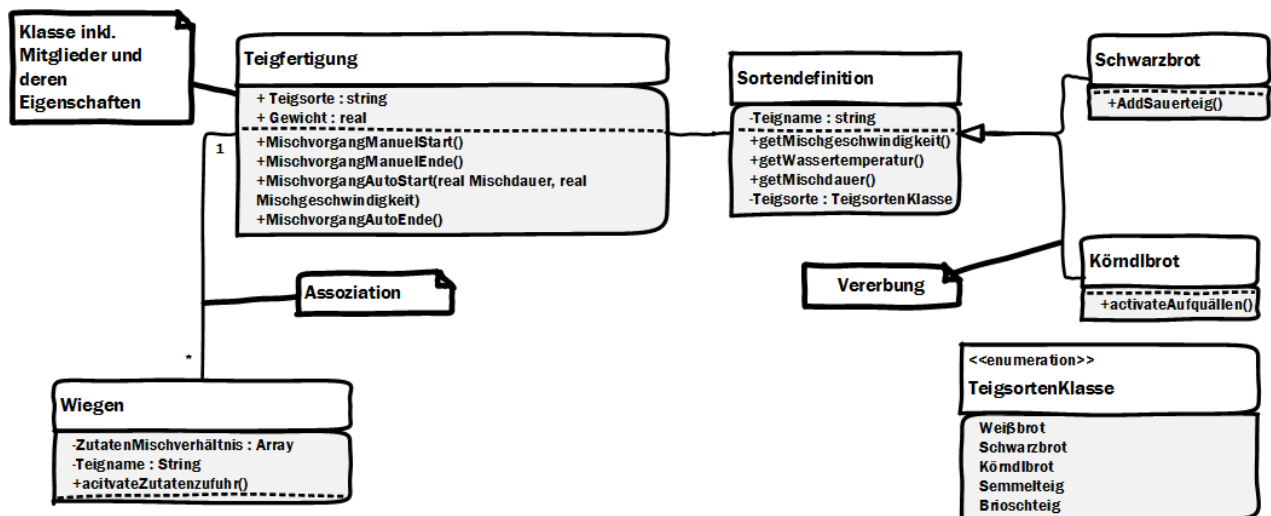 Klasse inkl.
Mitglieder und
deren
Eigenschaften
Teigfertigung
+ Teigsorte : string
+ Gewicht : real
+MischvorgangManuelStart()
+MischvorgangManuelEnde()
+MischvorgangAutoStart(real Mischdauer, real
Mischgeschwindigkeit)
+MischvorgangAutoEnde()
Sortendefinition
-Teigname : string
+getMischgeschwindigkeit()
+getWassertemperatur()
+getMischdauer()
-Teigsorte : TeigsortenKlasse
Schwarzbrot
+AddSauerteig()
1
Assoziation
Vererbung
Körndlbrot
+activateAufquällen()
*
Wiegen
-ZutatenMischverhältnis : Array
-Teigname : String
+acitvateZutatenzufuhr()
<<enumeration>>
TeigsortenKlasse
Weißbrot
Schwarzbrot
Körndlbrot
Semmelteig
Brioschteig